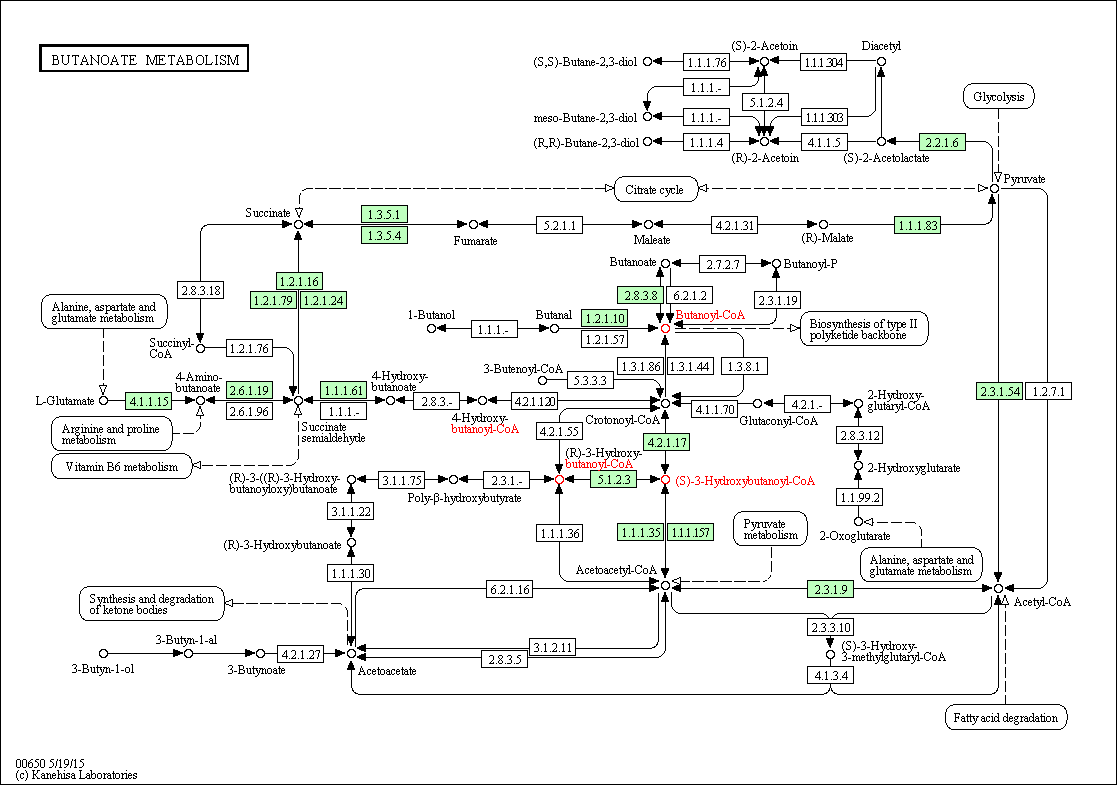 BUTANOATE METABOLISM
(S)-2-Acetoin
Diacetyl
(S,S)-Butane-2,3-diol
1.1.1.76
1.1.1.304
1.1.1.-
5.1.2.4
Glycolysis
meso-Butane-2,3-diol
1.1.1.-
1.1.1.303
(R,R)-Butane-2,3-diol
1.1.1.4
4.1.1.5
2.2.1.6
(R)-2-Acetoin
(S)-2-Acetolactate
Pyruvate
Citrate cycle
Succinate
1.3.5.1
1.3.5.4
Fumarate
5.2.1.1
Maleate
4.2.1.31
(R)-Malate
1.1.1.83
Butanoate
2.7.2.7
Butanoyl-P
2.8.3.18
1.2.1.16
1.2.1.79
1.2.1.24
2.8.3.8
6.2.1.2
2.3.1.19
Alanine, aspartate and
glutamate metabolism
1-Butanol
1.1.1.-
Butanal
1.2.1.10
1.2.1.57
Butanoyl-CoA
Biosynthesis of type II
polyketide backbone
Succinyl-
CoA
1.2.1.76
3-Butenoyl-CoA
5.3.3.3
1.3.1.86
1.3.1.44
1.3.8.1
L-Glutamate
4.1.1.15
4-Amino-
butanoate
2.6.1.19
2.6.1.96
1.1.1.61
1.1.1.-
4-Hydroxy-
butanoate
2.8.3.-
4-Hydroxy-
butanoyl-CoA
4.2.1.120
Crotonoyl-CoA
4.1.1.70
Glutaconyl-CoA
4.2.1.-
2-Hydroxy-
glutaryl-CoA
2.3.1.54
1.2.7.1
Arginine and proline
metabolism
Succinate
semialdehyde
Vitamin B6 metabolism
4.2.1.55
4.2.1.17
2.8.3.12
(R)-3-Hydroxy-
butanoyl-CoA
2-Hydroxyglutarate
(R)-3-((R)-3-Hydroxy-
butanoyloxy)butanoate
3.1.1.75
Poly-β-hydroxybutyrate
2.3.1.-
5.1.2.3
(S)-3-Hydroxybutanoyl-CoA
1.1.99.2
3.1.1.22
1.1.1.36
1.1.1.35
1.1.1.157
Pyruvate
metabolism
2-Oxoglutarate
Alanine, aspartate and
glutamate metabolism
(R)-3-Hydroxybutanoate
1.1.1.30
Acetoacetyl-CoA
6.2.1.16
2.3.1.9
Acetyl-CoA
Synthesis and degradation
of ketone bodies
2.3.3.10
3-Butyn-1-al
3-Butyn-1-ol
3-Butynoate
4.2.1.27
Acetoacetate
3.1.2.11
2.8.3.5
(S)-3-Hydroxy-
3-methylglutaryl-CoA
4.1.3.4
Fatty acid degradation
00650 5/19/15
(c) Kanehisa Laboratories